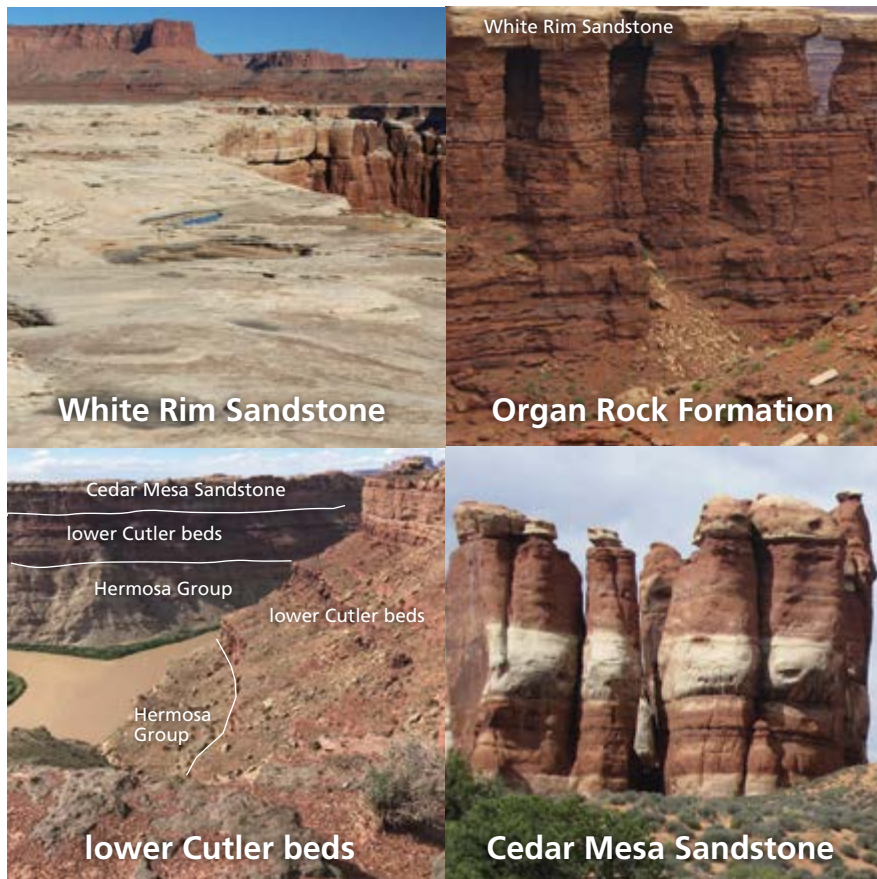 White Rim Sandstone
White Rim Sandstone
Organ Rock Formation
Cedar Mesa Sandstone
lower Cutler beds
Hermosa Group
lower Cutler beds
Hermosa
Group
lower Cutler beds
Cedar Mesa Sandstone